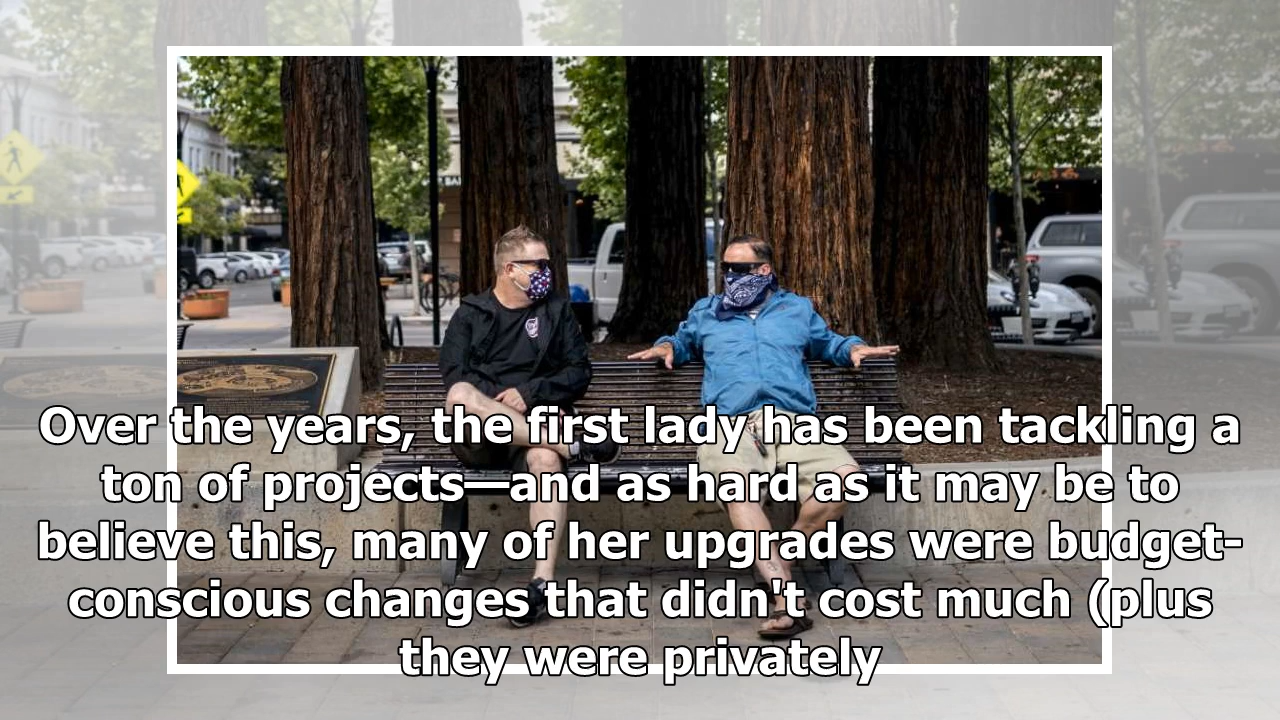 Over the years, the first lady has been tackling a
ton of projects—and as hard as it may be to
believe this, many of her upgrades were budget-
conscious changes that didn't cost much (plus
they were privately